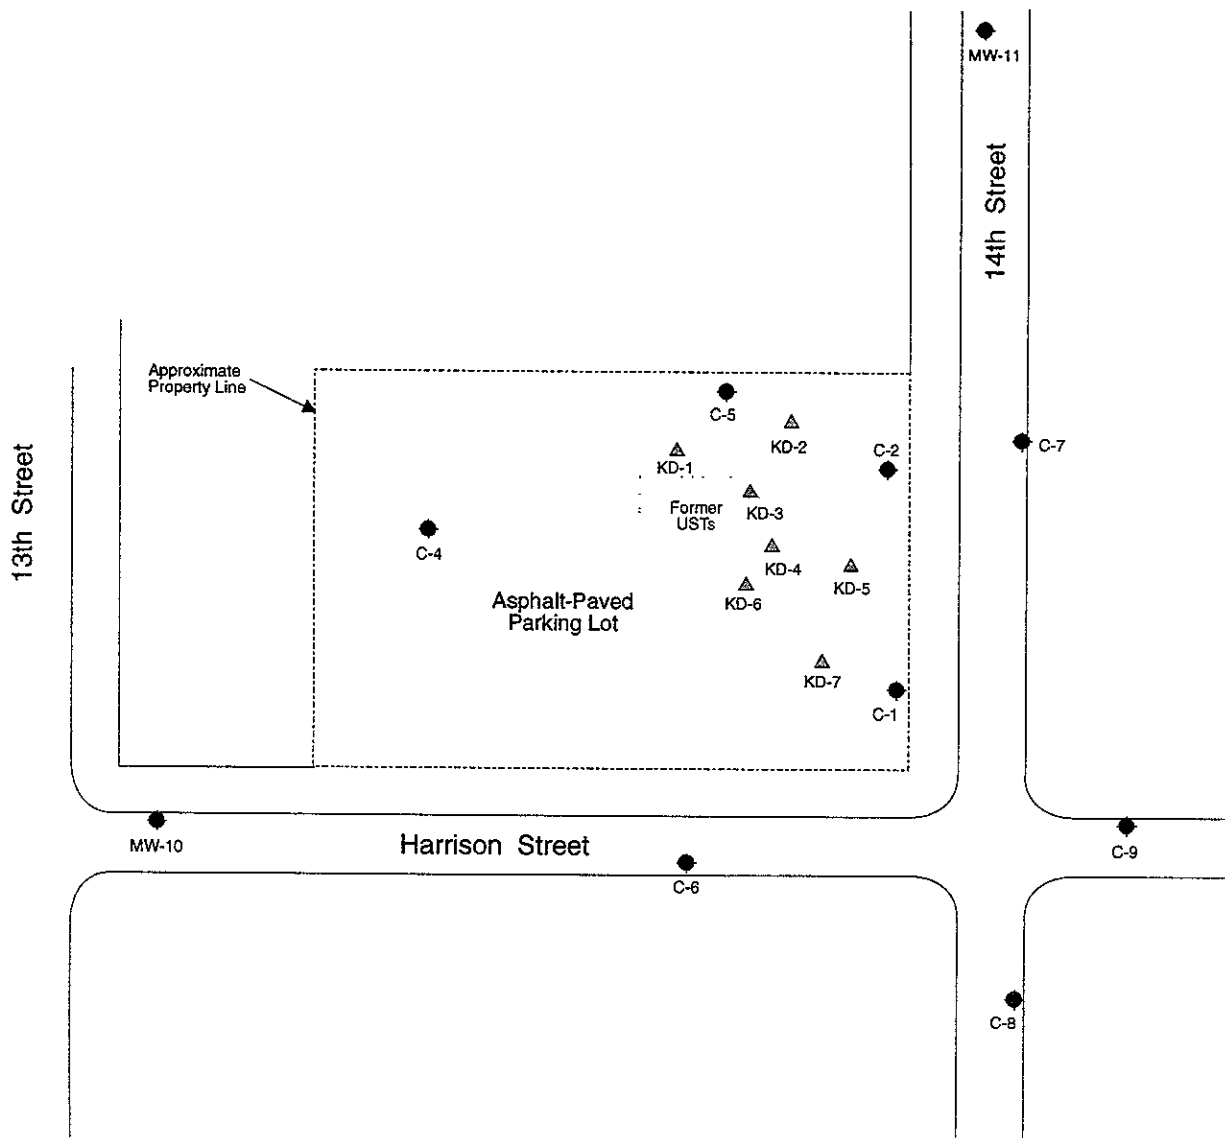 MW-11
14th Street
Approximate
Property Line
C-5
KD-2
C-2
C-7
KD-1
13th Street
Former
USTs
KD-3
C-4
KD-4
KD-5
KD-6
Asphalt-Paved
Parking Lot
KD-7
C-1
MW-10
Harrison Street
C-9
C-6
C-8